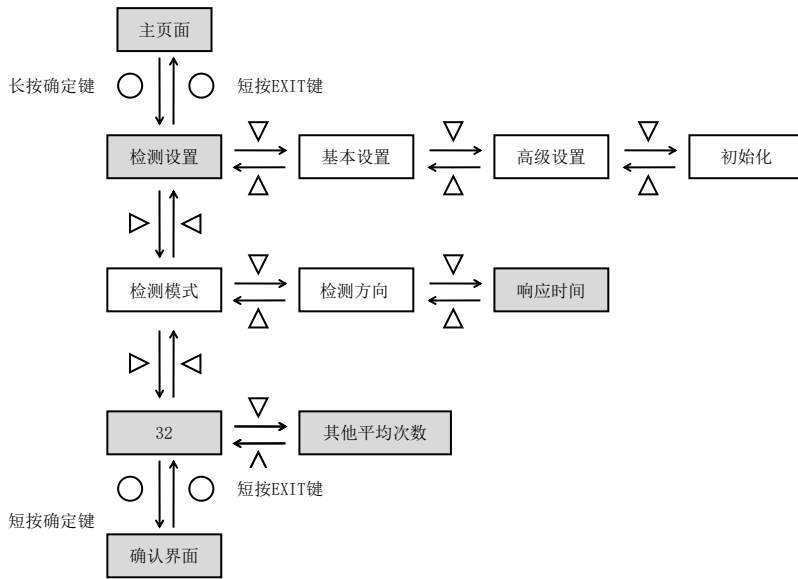 主页面
长按确定键
短按EXIT键
检测设置
基本设置
高级设置
初始化
检测模式
检测方向
响应时间
32
其他平均次数
短按EXIT键
短按确定键
确认界面